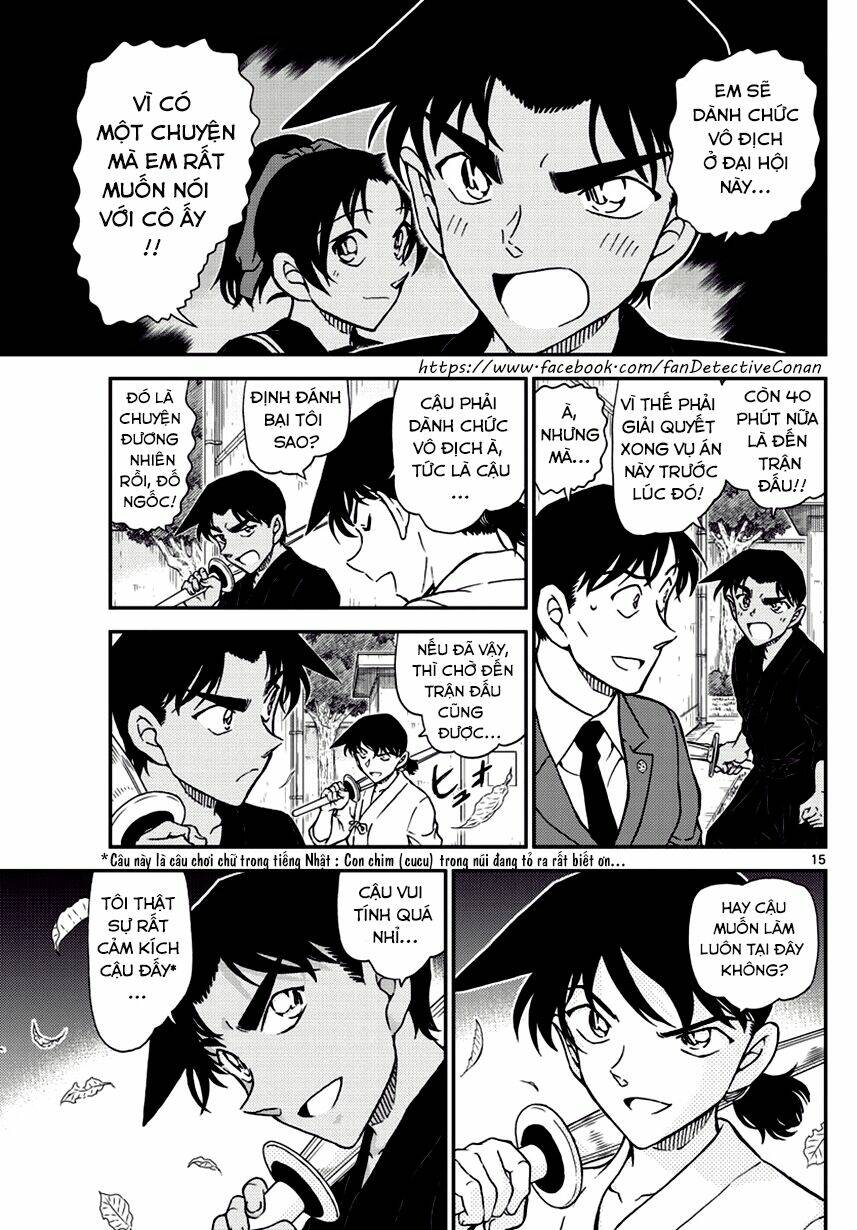 EM SẼ
DÀNH CHỨC
VÔ ĐỊCH
Ở ĐẠI HỘI
NÀY...
VÌ CÓ
MỘT CHUYỆN
MÀ EM RẤT
MUỐN NÓI
VỚI CÔ ẤY
!!
https://www.facebook.com/fanDetectiveConan
CÒN 40
PHÚT NỮA
LÀ ĐẾN
TRẬN
ĐẤU!!
VÌ THẾ PHẢI
GIẢI QUYẾT
XONG VỤ ÁN
NÀY TRƯỚC
LÚC ĐÓ!
À,
NHƯNG
MÀ...
CẬU PHẢI
DÀNH CHỨC
VÔ ĐỊCH À,
TỨC LÀ CẬU
...
ĐỊNH ĐÁNH
BẠI TÔI
SAO?
ĐÓ LÀ
CHUYỆN
ĐƯƠNG
NHIÊN
RỒI, ĐỒ
NGỐC!
NẾU ĐÃ VẬY,
THÌ CHỜ ĐẾN
TRẬN ĐẤU
CŨNG
ĐƯỢC...
ヒュオ
*Câu này là câu chơi chữ trong tiếng Nhật : Con chim (cucu) trong núi đang tỏ ra rất biết ơn...
15
HAY CẬU
MUỐN LÀM
LUÔN TẠI ĐÂY
KHÔNG?
CẬU VUI
TÍNH QUÁ
NHỈ...
TÔI THẬT
SỰ RẤT
CẢM KÍCH
CẬU ĐẤY*
...